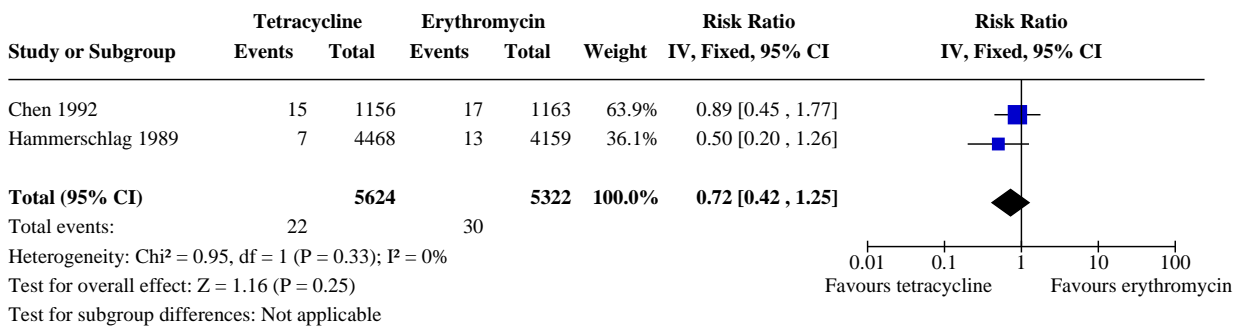 Tetracycline Erythromycin Risk Ratio Risk Ratio
Study or Subgroup Events Total Events Total Weight IV, Fixed, 95% CI IV, Fixed, 95% CI
Chen 1992 15 1156 17 1163 63.9% 0.89 [0.45 , 1.77]
Hammerschlag 1989 7 4468 13 4159 36.1% 0.50 [0.20 , 1.26]
Total (95% CI) 5624 5322 100.0% 0.72 [0.42 , 1.25]
Total events: 22 30
Heterogeneity: Chi² = 0.95, df = 1 (P = 0.33); I² = 0%
0.01 0.1 1 10 100
Test for overall effect: Z = 1.16 (P = 0.25)
Favours tetracycline Favours erythromycin
Test for subgroup differences: Not applicable